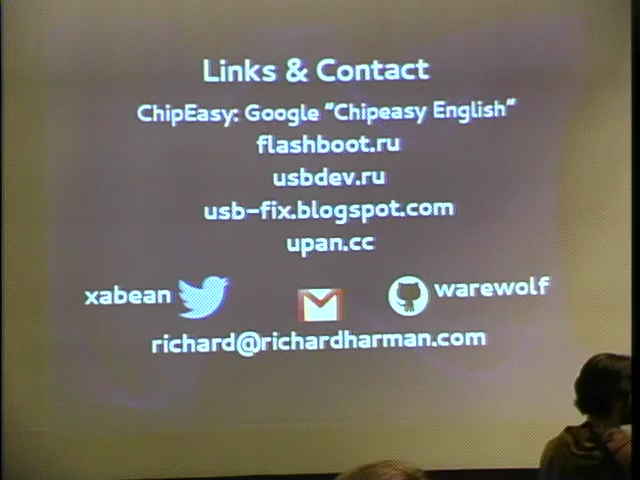 Links & Contact
ChipEasy: Google "Chipeasy English"
flashboot.ru
usbdev.ru
usb-fix.blogspot.com
upan.cc
xabean
warewolf
richard@richardharman.com